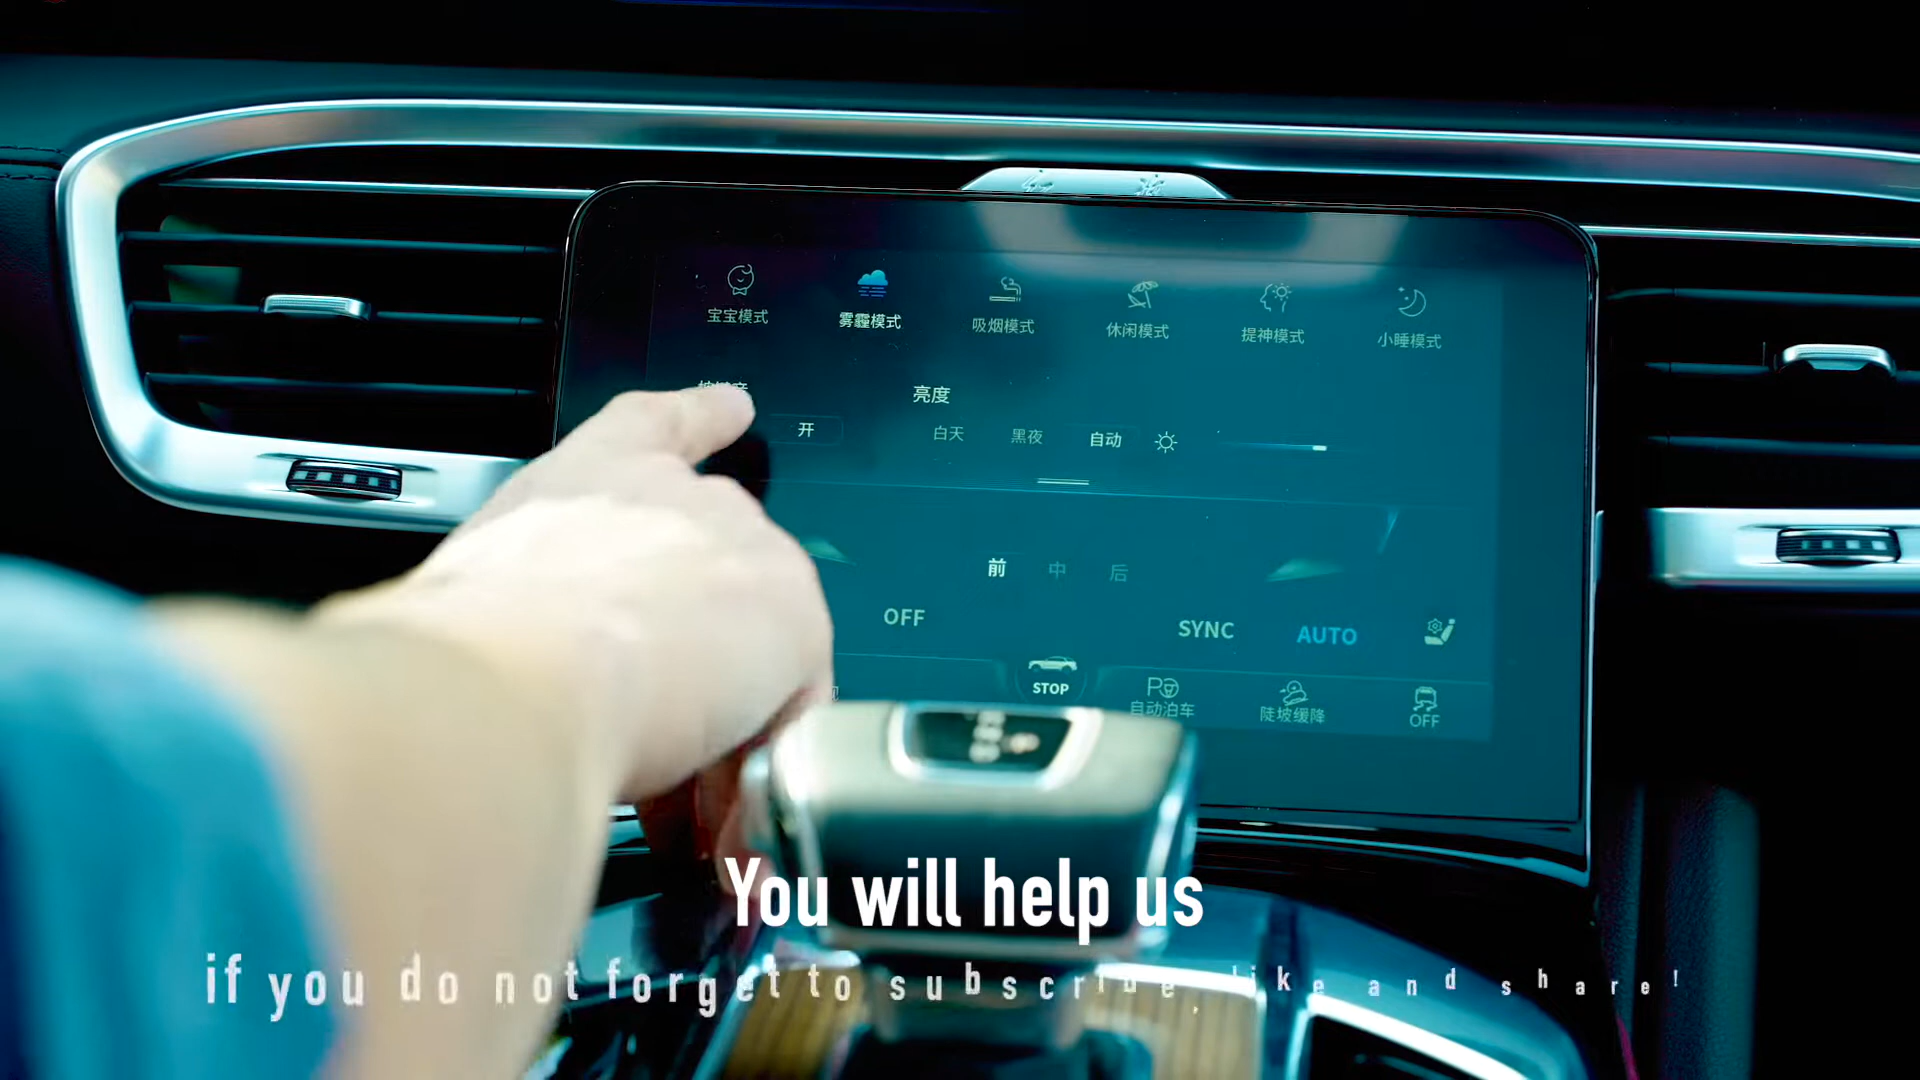 宝宝模式 雾霾模式 吸烟模式 休闲模式 提神模式 小睡模式
亮度
开 白天 黑夜 自动
前 中 后
OFF SYNC AUTO
STOP
自动泊车 陡坡缓降 OFF
You will help us
if you do not forget to subscribe, like and share!